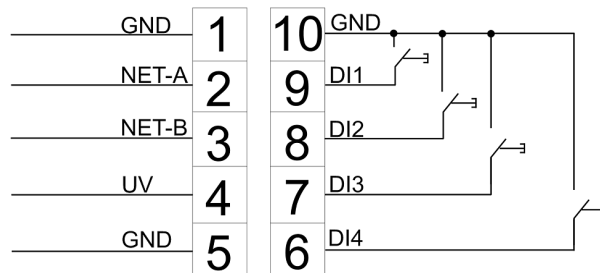 GND 1 10 GND
NET-A 2 9 DI1
NET-B 3 8 DI2
UV 4 7 DI3
GND 5 6 DI4